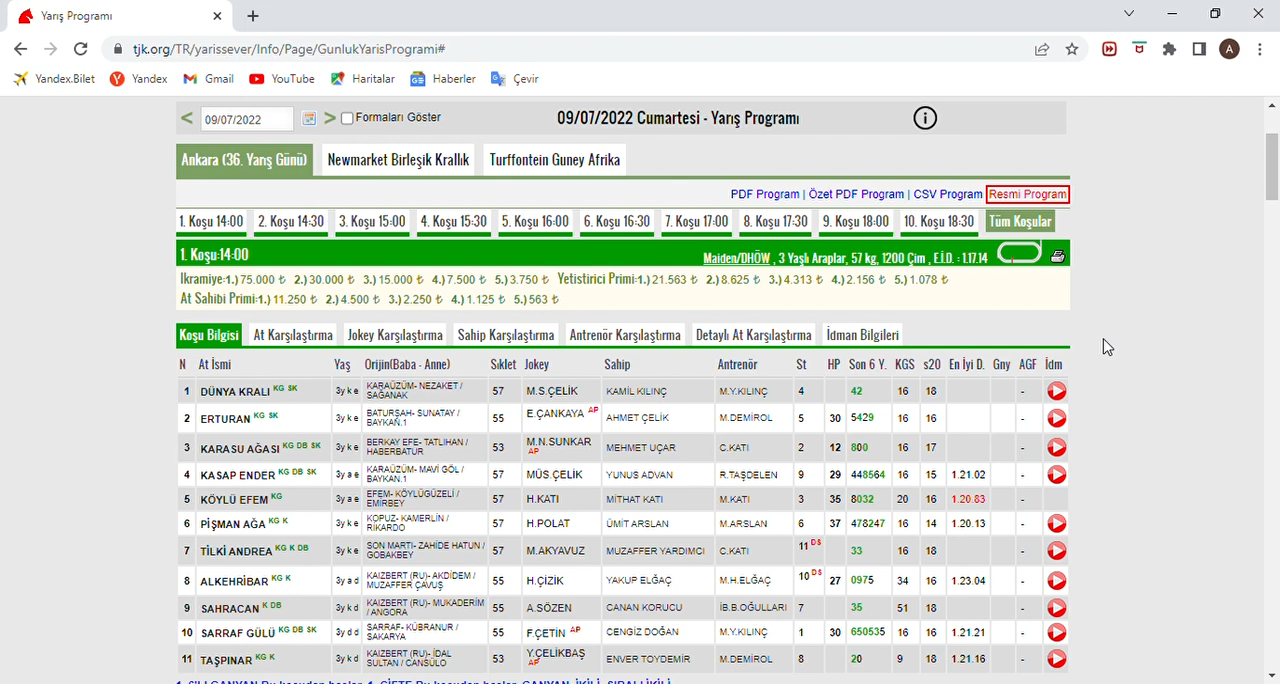 Yarış Programı
tjk.org/TR/yarissever/Info/Page/GunlukYarisProgrami#
A
Yandex.Bilet Yandex Gmail YouTube Haritalar Haberler Çevir
09/07/2022 Formaları Göster 09/07/2022 Cumartesi - Yarış Programı
Ankara (36. Yarış Günü) Newmarket Birleşik Krallık Turffontein Guney Afrika
PDF Program | Özet PDF Program | CSV Program Resmi Program
1. Koşu 14:00 2. Koşu 14:30 3. Koşu 15:00 4. Koşu 15:30 5. Koşu 16:00 6. Koşu 16:30 7. Koşu 17:00 8. Koşu 17:30 9. Koşu 18:00 10. Koşu 18:30 Tüm Koşular
1. Koşu:14:00 Maiden/DHÖW , 3 Yaşlı Araplar, 57 kg, 1200 Çim , E.İ.D. : 1.17.14
İkramiye:1.) 75.000 ₺ 2.) 30.000 ₺ 3.) 15.000 ₺ 4.) 7.500 ₺ 5.) 3.750 ₺ Yetistirici Primi:1.) 21.563 ₺ 2.) 8.625 ₺ 3.) 4.313 ₺ 4.) 2.156 ₺ 5.) 1.078 ₺
At Sahibi Primi:1.) 11.250 ₺ 2.) 4.500 ₺ 3.) 2.250 ₺ 4.) 1.125 ₺ 5.) 563 ₺
Koşu Bilgisi At Karşılaştırma Jokey Karşılaştırma Sahip Karşılaştırma Antrenör Karşılaştırma Detaylı At Karşılaştırma İdman Bilgileri
N At İsmi Yaş Orijin(Baba - Anne) Sıklet Jokey Sahip Antrenör St HP Son 6 Y. KGS s20 En İyi D. Gny AGF İdm
1 DÜNYA KRALI KG SK 3y k e KARAÜZÜM- NEZAKET / SAĞANAK 57 M.S.ÇELİK KAMİL KILINÇ M.Y.KILINÇ 4 42 16 18 -
2 ERTURAN KG SK 3y k e BATURŞAH- SUNATAY / BAYKAN.1 55 E.ÇANKAYA AP AHMET ÇELİK M.DEMİROL 5 30 5429 16 16 -
3 KARASU AĞASI KG DB SK 3y k e BERKAY EFE- TATLIHAN / HABERBATUR 53 M.N.SUNKAR AP MEHMET UÇAR C.KATI 2 12 800 16 17 -
4 KASAP ENDER KG DB SK 3y a e KARAÜZÜM- MAVİ GÖL / BAYKAN.1 57 MÜS.ÇELİK YUNUS ADVAN R.TAŞDELEN 9 29 448564 16 15 1.21.02 -
5 KÖYLÜ EFEM KG 3y a e EFEM- KÖYLÜGÜZELİ / EMİRBEY 57 H.KATI MİTHAT KATI M.KATI 3 35 8032 20 16 1.20.83 -
6 PİŞMAN AĞA KG K 3y k e KOPUZ- KAMERLİN / RİKARDO 57 H.POLAT ÜMİT ARSLAN M.ARSLAN 6 37 478247 16 14 1.20.13 -
7 TİLKİ ANDREA KG K DB 3y k e SON MARTI- ZAHİDE HATUN / GOBAKBEY 57 M.AKYAVUZ MUZAFFER YARDIMCI C.KATI 11 DS 33 16 18 -
8 ALKEHRİBAR KG K 3y a d KAIZBERT (RU)- AKDİDEM / MUZAFFER ÇAVUŞ 55 H.ÇİZİK YAKUP ELĞAÇ M.H.ELĞAÇ 10 DS 27 0975 34 16 1.23.04 -
9 SAHRACAN K DB 3y k d KAIZBERT (RU)- MUKADERİM / ANGORA 55 A.SÖZEN CANAN KORUCU İB.B.OĞULLARI 7 35 51 18 -
10 SARRAF GÜLÜ KG DB SK 3y d d SARRAF- KÜBRANUR / SAKARYA 55 F.ÇETİN AP CENGİZ DOĞAN M.Y.KILINÇ 1 30 650535 16 16 1.21.21 -
11 TAŞPINAR KG K 3y k d KAIZBERT (RU)- İDAL SULTAN / CANSULO 53 Y.ÇELİKBAŞ AP ENVER TOYDEMİR M.DEMİROL 8 20 9 18 1.21.16 -